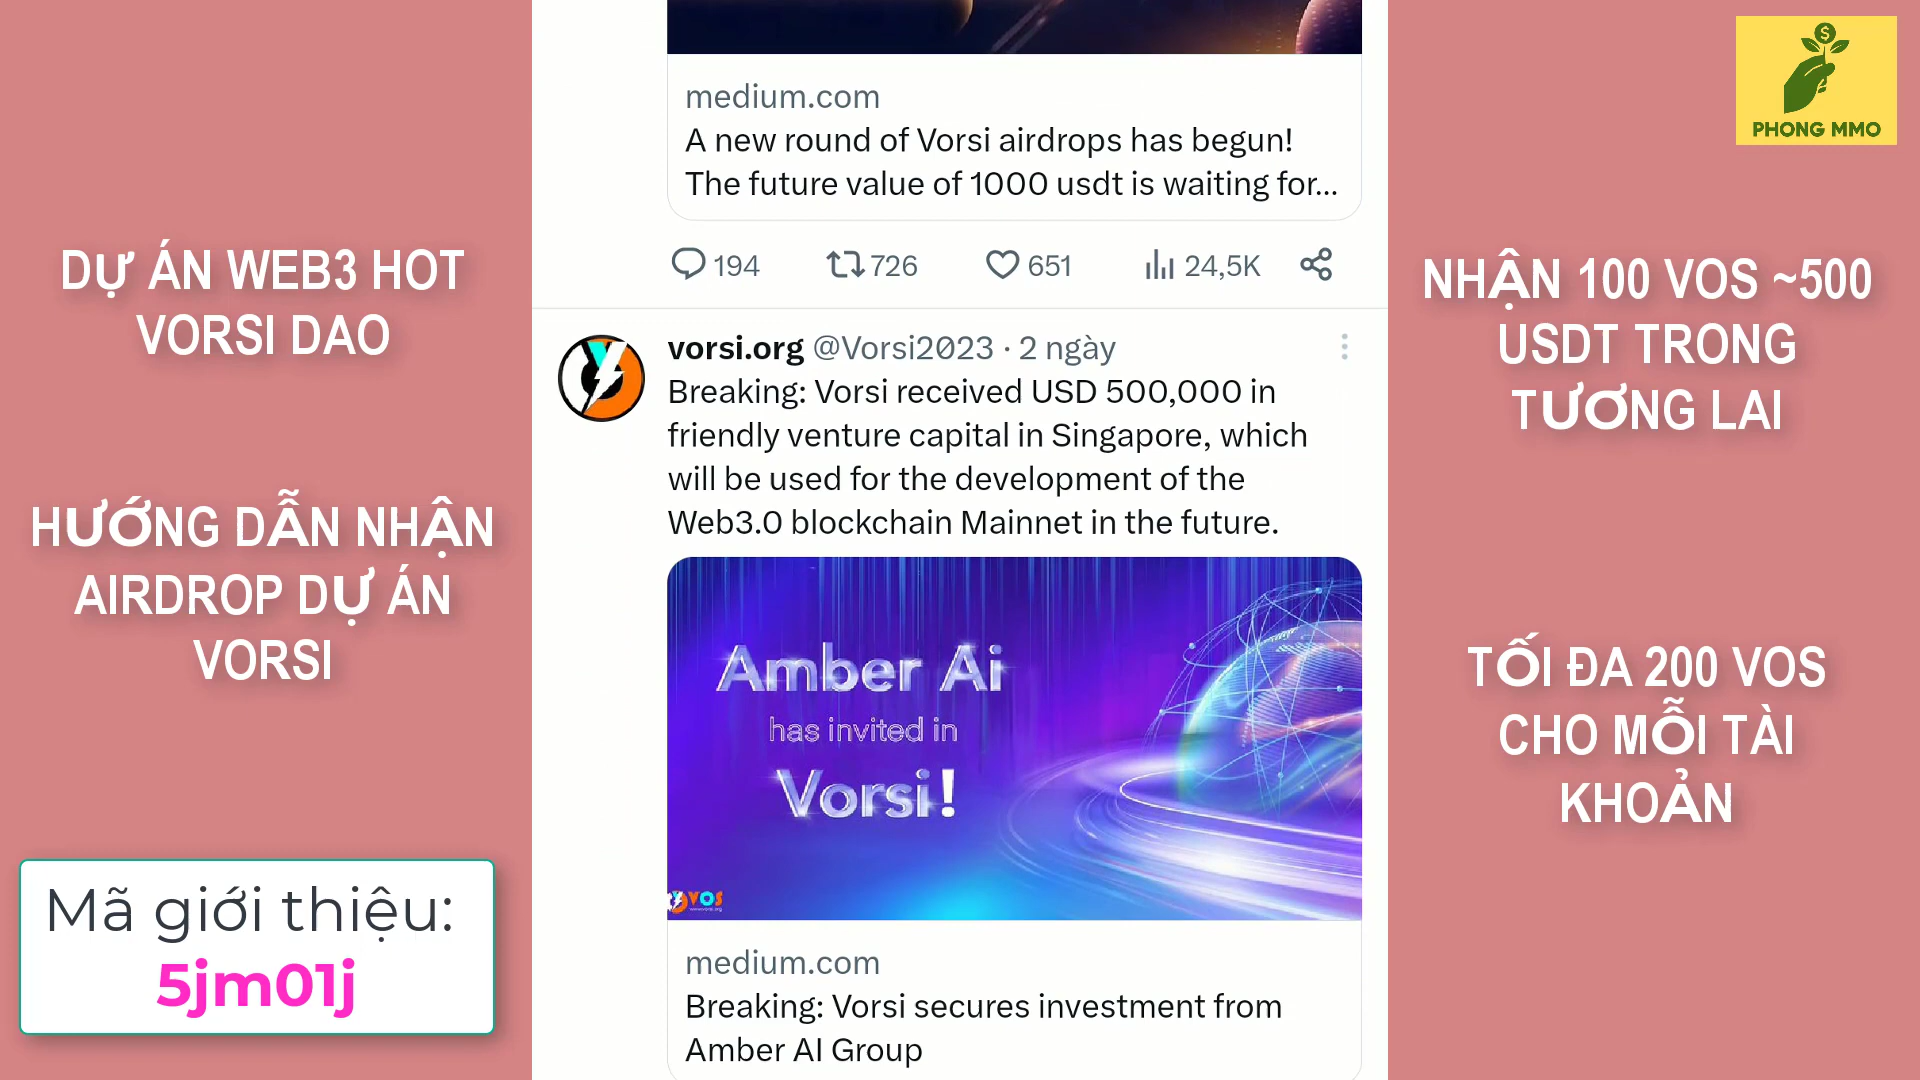 DỰ ÁN WEB3 HOT
VORSI DAO
HƯỚNG DẪN NHẬN
AIRDROP DỰ ÁN
VORSI
Mã giới thiệu:
5jm01j
medium.com
A new round of Vorsi airdrops has begun!
The future value of 1000 usdt is waiting for...
194 726 651 24,5K
vorsi.org @Vorsi2023 · 2 ngày
Breaking: Vorsi received USD 500,000 in
friendly venture capital in Singapore, which
will be used for the development of the
Web3.0 blockchain Mainnet in the future.
Amber Ai
has invited in
Vorsi!
VOS
medium.com
Breaking: Vorsi secures investment from
Amber AI Group
PHONG MMO
NHẬN 100 VOS ~500
USDT TRONG
TƯƠNG LAI
TỐI ĐA 200 VOS
CHO MỖI TÀI
KHOẢN